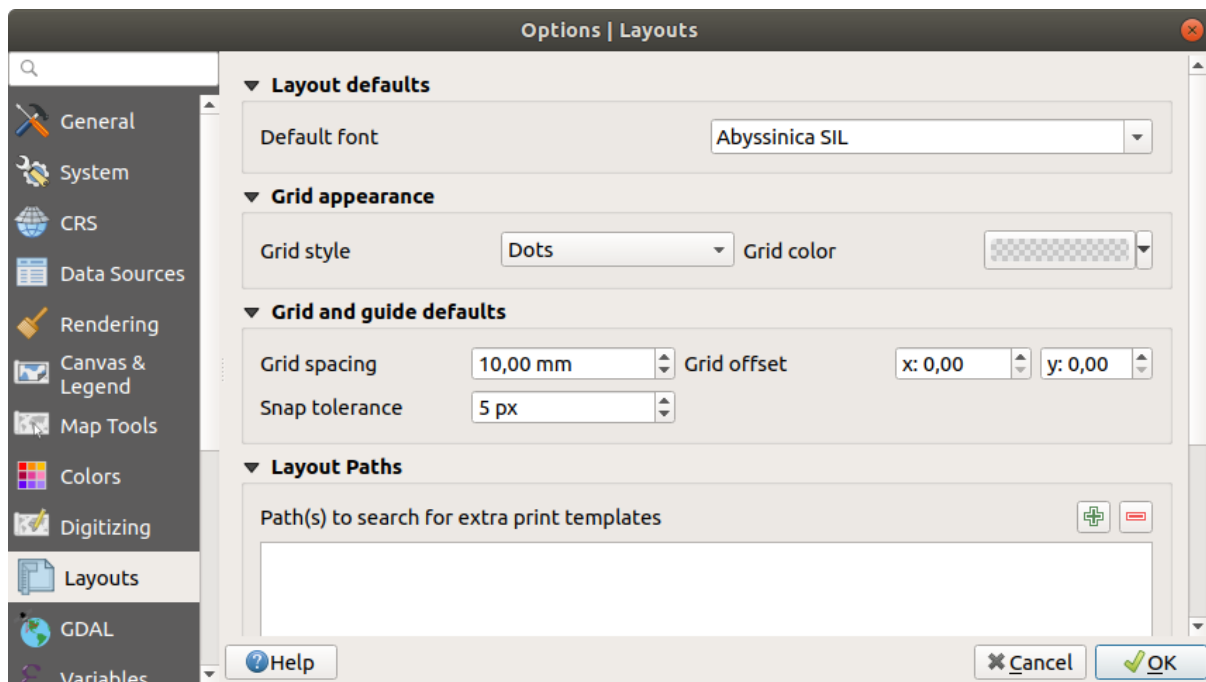 Options | Layouts
General
System
CRS
Data Sources
Rendering
Canvas &
Legend
Map Tools
Colors
Digitizing
Layouts
GDAL
Variables
Layout defaults
Default font
Abyssinica SIL
Grid appearance
Grid style
Dots
Grid color
Grid and guide defaults
Grid spacing
10,00 mm
Grid offset
x: 0,00
y: 0,00
Snap tolerance
5 px
Layout Paths
Path(s) to search for extra print templates
Help
Cancel
OK